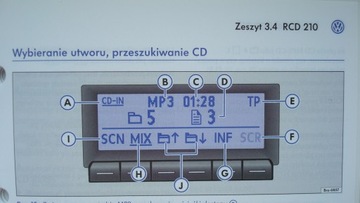 Zeszyt 3.4 RCD 210
Wybieranie utworu, przeszukiwanie CD
B C D
A CD-IN MP3 01:28 TP E
5 3
I SCN MIX INF SCR F
H G
J